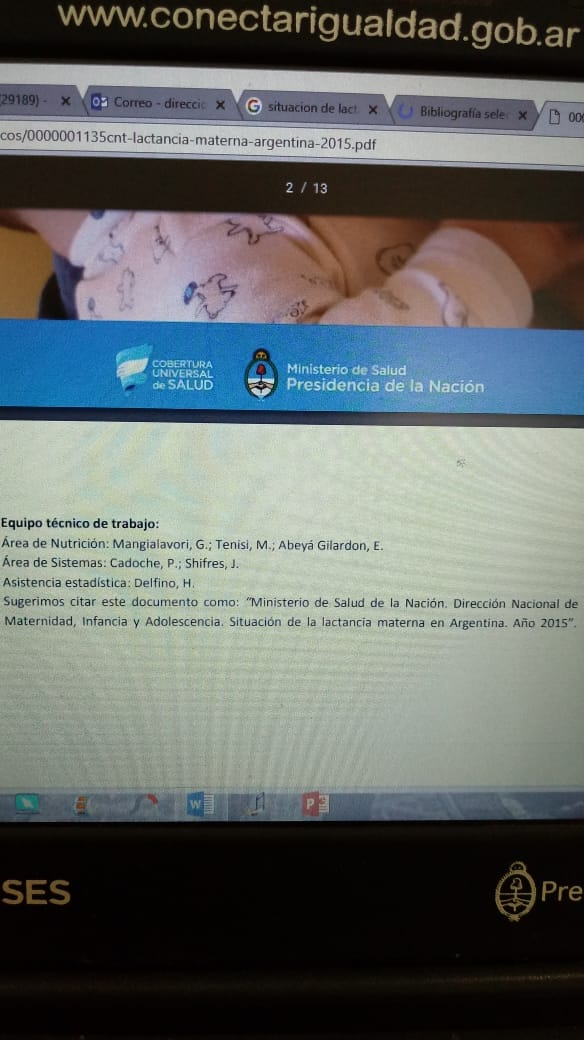 www.conectarigualdad.gob.ar
29189) -
Correo - direccio
situacion de lact
Bibliografía sele
cos/0000001135cnt-lactancia-materna-argentina-2015.pdf
2 / 13
COBERTURA
UNIVERSAL
de SALUD
Ministerio de Salud
Presidencia de la Nación
Equipo técnico de trabajo:
Área de Nutrición: Mangialavori, G.; Tenisi, M.; Abeyá Gilardon, E.
Área de Sistemas: Cadoche, P.; Shifres, J.
Asistencia estadística: Delfino, H.
Sugerimos citar este documento como: "Ministerio de Salud de la Nación. Dirección Nacional de
Maternidad, Infancia y Adolescencia. Situación de la lactancia materna en Argentina. Año 2015".
SES
Pre